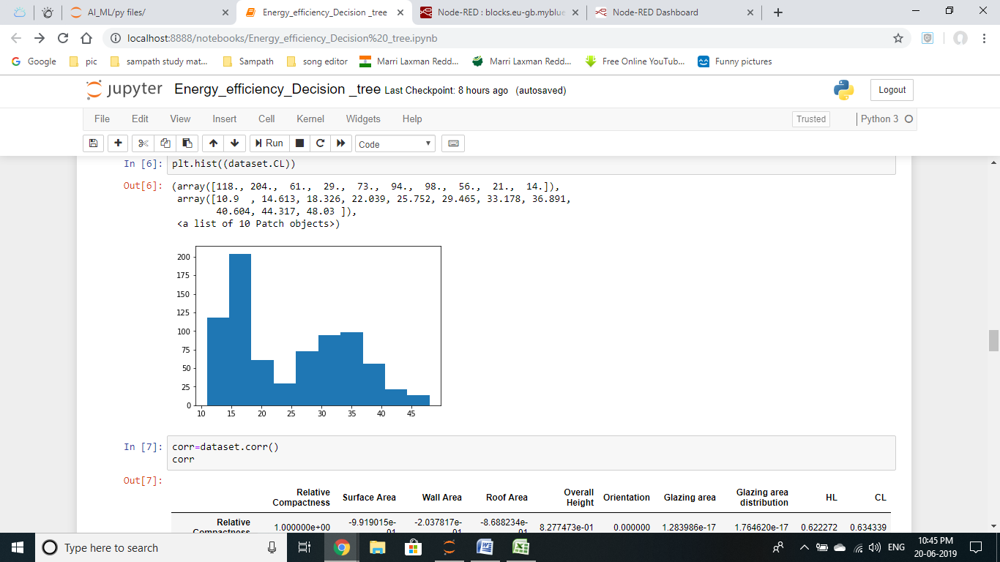 AI_ML/py files/
Energy_efficiency_Decision _tree
Node-RED : blocks.eu-gb.myblue
Node-RED Dashboard
localhost:8888/notebooks/Energy_efficiency_Decision%20_tree.ipynb
Google pic sampath study mat... Sampath song editor Marri Laxman Redd... Marri Laxman Redd... Free Online YouTub... Funny pictures
jupyter Energy_efficiency_Decision _tree Last Checkpoint: 8 hours ago (autosaved) Logout
File Edit View Insert Cell Kernel Widgets Help Trusted Python 3
Run Code
In [6]: plt.hist((dataset.CL))
Out[6]: (array([118., 204., 61., 29., 73., 94., 98., 56., 21., 14.]),
array([10.9 , 14.613, 18.326, 22.039, 25.752, 29.465, 33.178, 36.891,
40.604, 44.317, 48.03 ]),
<a list of 10 Patch objects>)
200
175
150
125
100
75
50
25
0
10 15 20 25 30 35 40 45
In [7]: corr=dataset.corr()
corr
Out[7]:
Relative Compactness Surface Area Wall Area Roof Area Overall Height Orientation Glazing area Glazing area distribution HL CL
Relative Compactness 1.000000e+00 -9.919015e-01 -2.037817e-01 -8.688234e-01 8.277473e-01 0.000000 1.283986e-17 1.764620e-17 0.622272 0.634339
Type here to search ENG 10:45 PM
20-06-2019